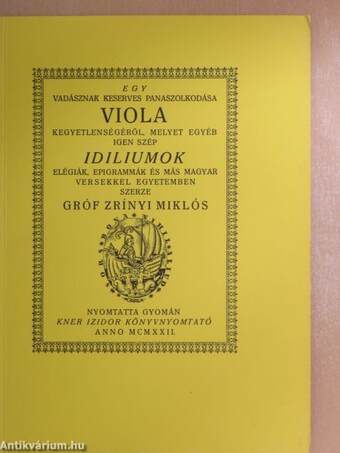 EGY
VADÁSZNAK KESERVES PANASZOLKODÁSA
VIOLA
KEGYETLENSÉGÉRŐL, MELYET EGYÉB
IGEN SZÉP
IDILIUMOK
ELÉGIÁK, EPIGRAMMÁK ÉS MÁS MAGYAR
VERSEKKEL EGYETEMBEN
SZERZE
GRÓF ZRÍNYI MIKLÓS
NYOMTATTA GYOMÁN
KNER IZIDOR KÖNYVNYOMTATÓ
ANNO MCMXXII.
Antikvárium.hu